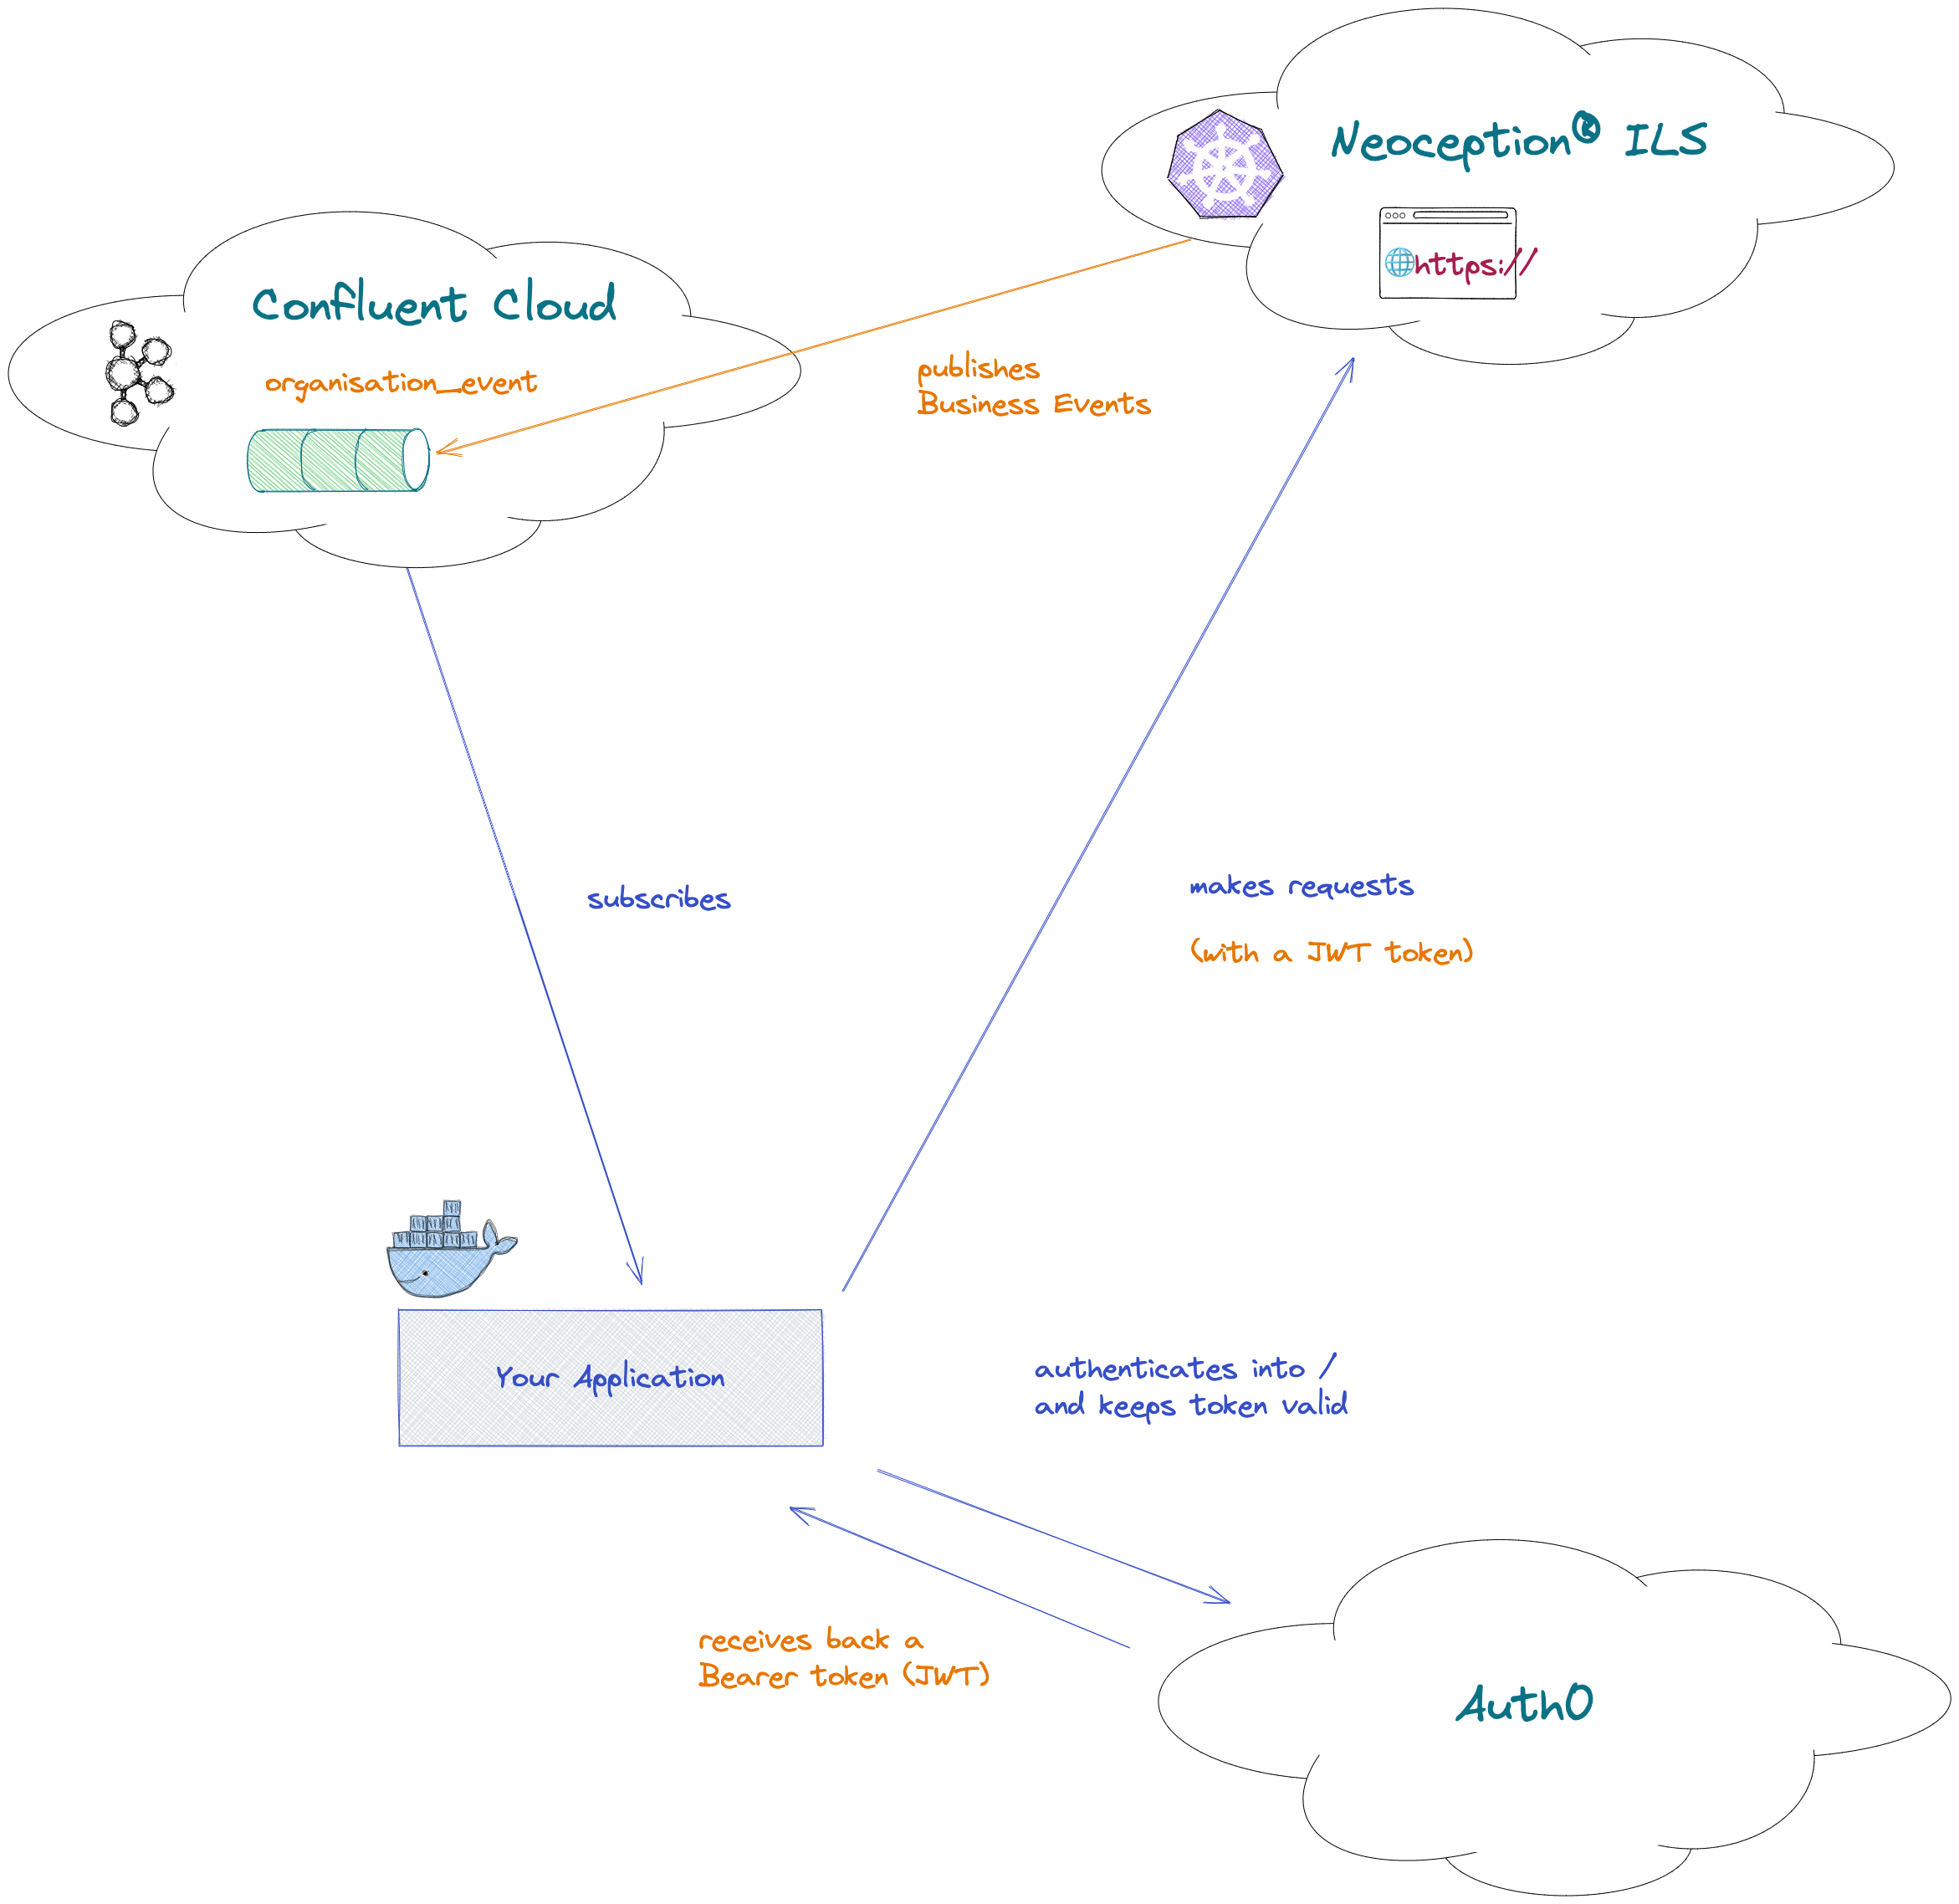 Neoception® ILS
https://
Confluent Cloud
organisation_event
publishes
Business Events
subscribes
makes requests
(with a JWT token)
Your Application
authenticates into /
and keeps token valid
receives back a
Bearer token (JWT)
Auth0